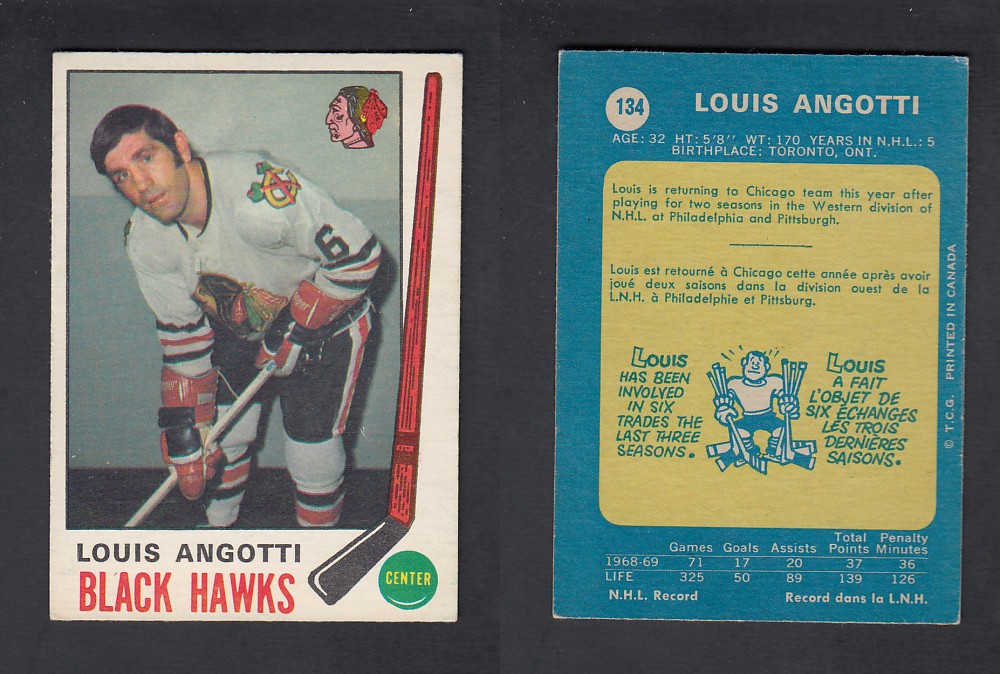 6
LOUIS ANGOTTI
BLACK HAWKS
CENTER
134
LOUIS ANGOTTI
AGE: 32 HT: 5'8'' WT: 170 YEARS IN N.H.L.: 5
BIRTHPLACE: TORONTO, ONT.
Louis is returning to Chicago team this year after
playing for two seasons in the Western division of
N.H.L. at Philadelphia and Pittsburgh.
Louis est retourné à Chicago cette année après avoir
joué deux saisons dans la division ouest de la
L.N.H. à Philadelphie et Pittsburg.
LOUIS
HAS BEEN
INVOLVED
IN SIX
TRADES THE
LAST THREE
SEASONS.
LOUIS
A FAIT
L'OBJET DE
SIX ÉCHANGES
LES TROIS
DERNIÈRES
SAISONS.
© T.C.G. PRINTED IN CANADA
Games Goals Assists Total Points Penalty Minutes
1968-69 71 17 20 37 36
LIFE 325 50 89 139 126
N.H.L. Record Record dans la L.N.H.